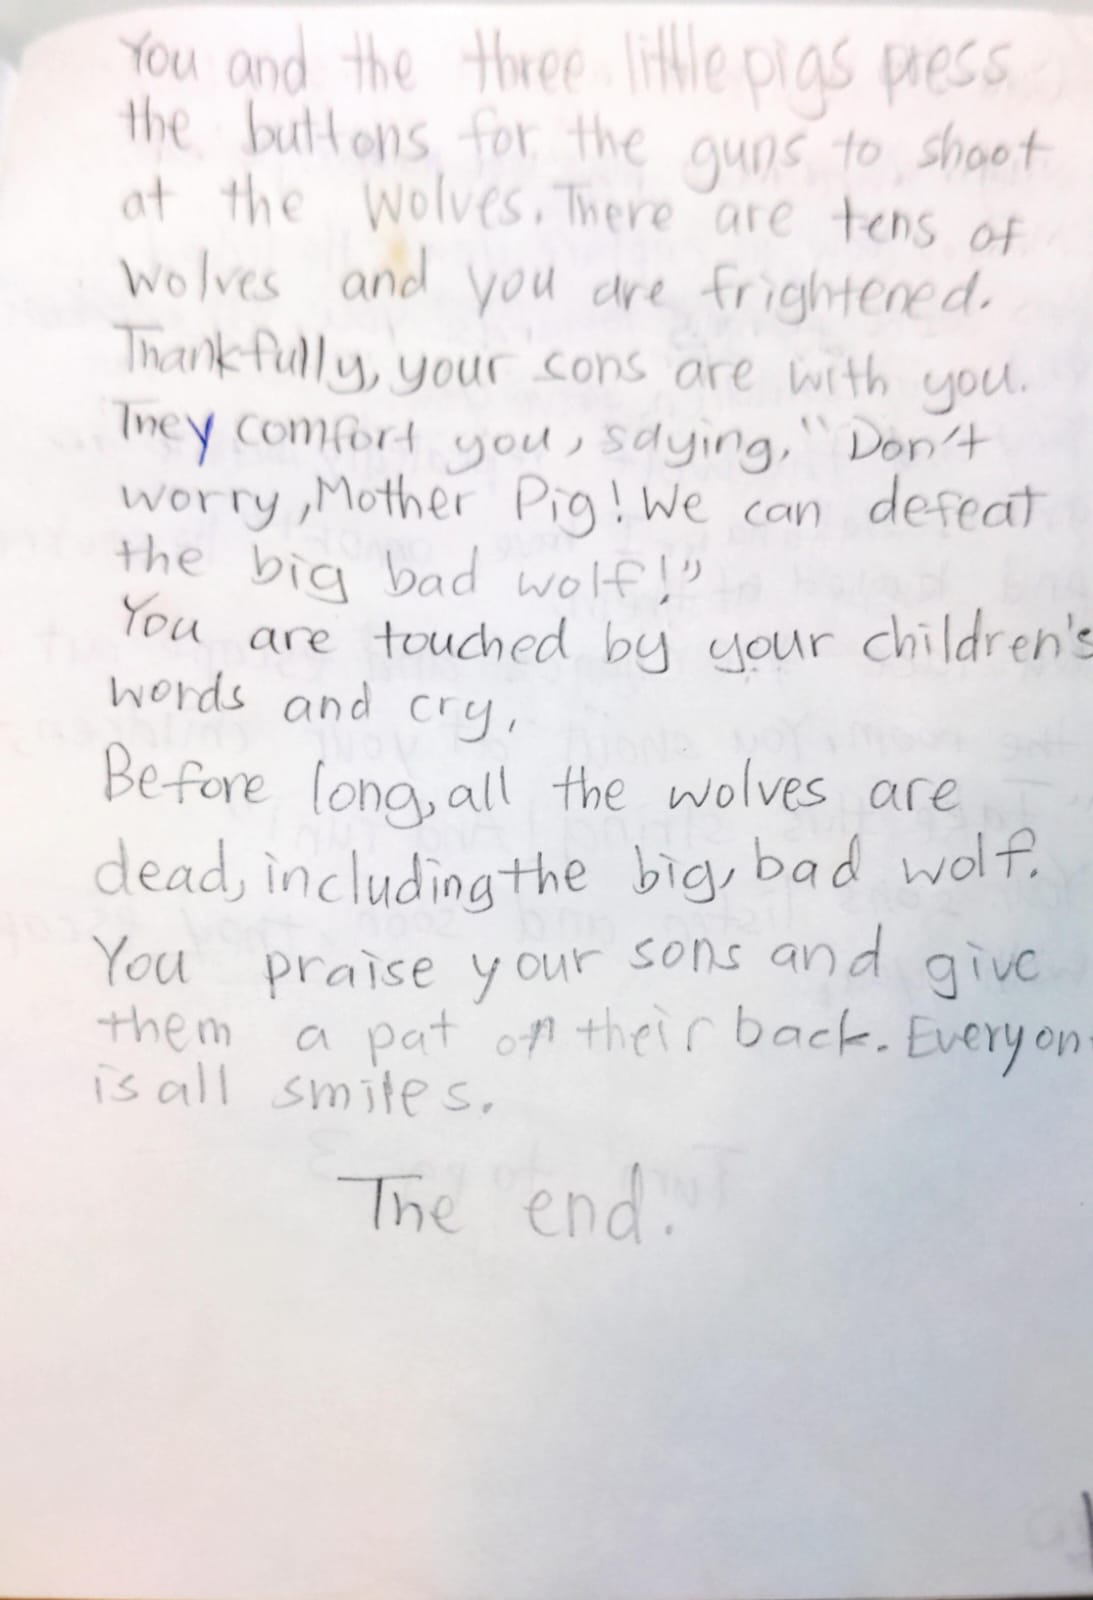 You and the three little pigs press
the buttons for the guns to shoot
at the wolves. There are tens of
wolves and you are frightened.
Thankfully, your sons are with you.
They comfort you, saying, "Don't
worry, Mother Pig! We can defeat
the big bad wolf!"
You are touched by your children's
words and cry.
Before long, all the wolves are
dead, including the big, bad wolf.
You praise your sons and give
them a pat on their back. Everyon
is all smiles.
The end.